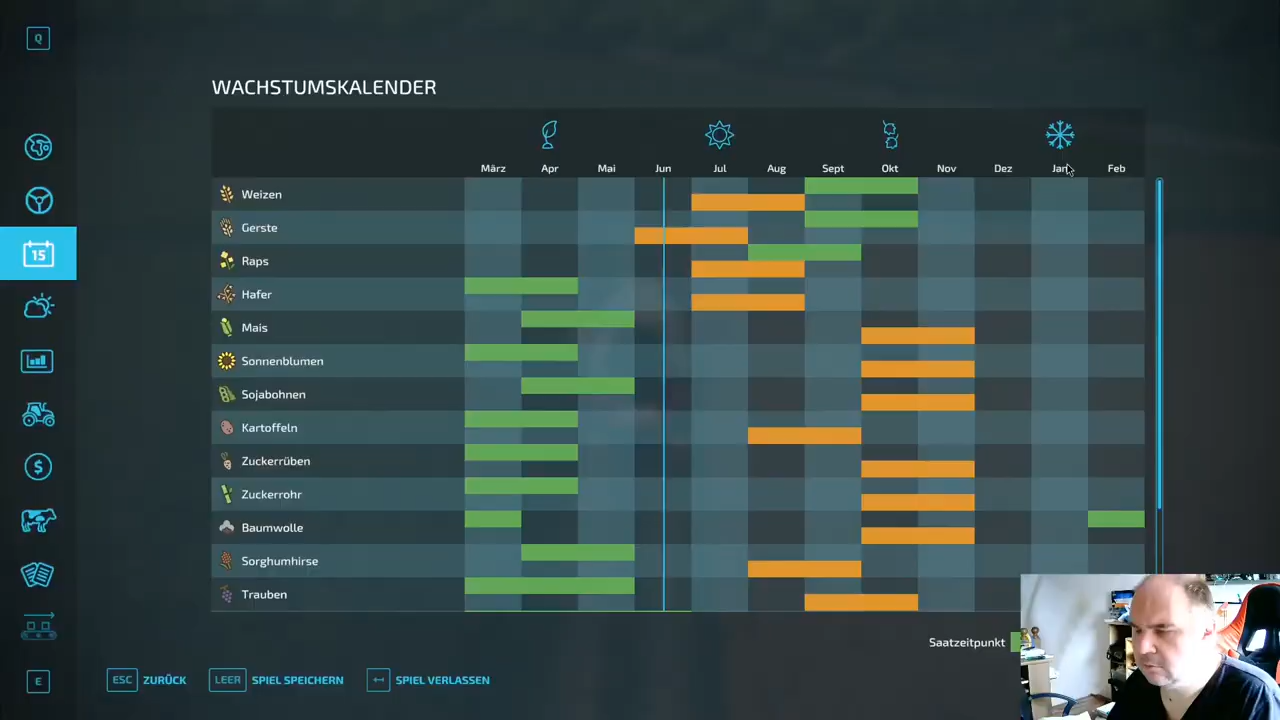 Q
WACHSTUMSKALENDER
März Apr Mai Jun Jul Aug Sept Okt Nov Dez Jan Feb
Weizen
Gerste
15
Raps
Hafer
Mais
Sonnenblumen
Sojabohnen
Kartoffeln
Zuckerrüben
$
Zuckerrohr
Baumwolle
Sorghumhirse
Trauben
Saatzeitpunkt
E
ESC ZURÜCK LEER SPIEL SPEICHERN SPIEL VERLASSEN